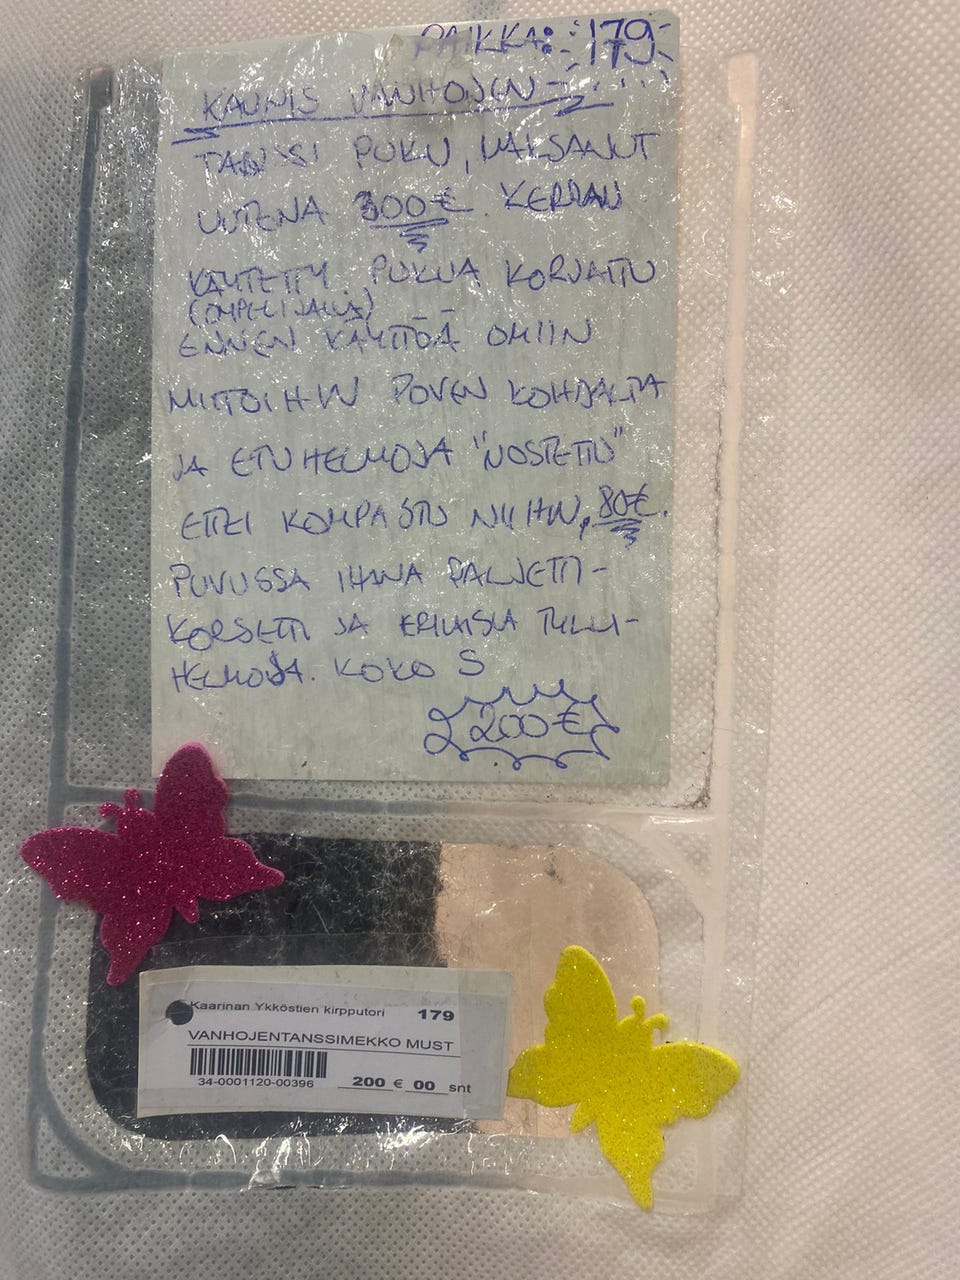 PAIKKA: 179
KAUNIS VANHOJEN-
TANSSI PUKU, MAKSANUT
UUTENA 300€. KERRAN
KÄYTETTY. PUKUA KORJATTU
(OMPELIJALLA)
ENNEN KÄYTTÖÄ OMIIN
MITTOIHIN POVEN KOHDALTA
JA ETUHELMOJA "NOSTETTU"
ETTEI KOMPASTU NIIHIN, 80€.
PUVUSSA IHANA PALJETTI-
KORSETTI JA ERILAISIA TYLLI-
HELMOJA. KOKO S
200€
Kaarinan Ykköstien kirpputori 179
VANHOJENTANSSIMEKKO MUST
34-0001120-00396 200 € 00 snt